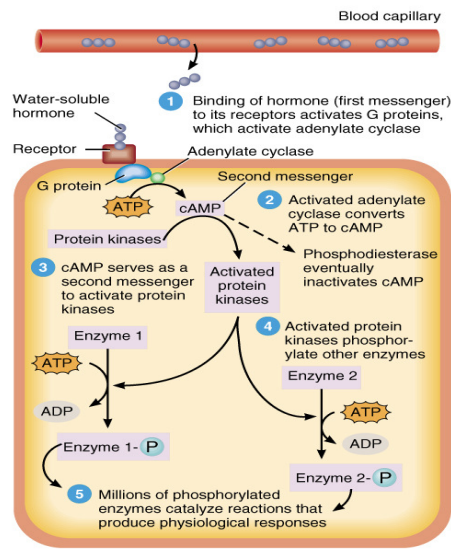 Blood capillary
1 Binding of hormone (first messenger)
to its receptors activates G proteins,
which activate adenylate cyclase
Water-soluble
hormone
Receptor
Adenylate cyclase
G protein
Second messenger
ATP
cAMP
2 Activated adenylate
cyclase converts
ATP to cAMP
Protein kinases
Phosphodiesterase
eventually
inactivates cAMP
3 cAMP serves as a
second messenger
to activate protein
kinases
Activated
protein
kinases
4 Activated protein
kinases phosphor-
ylate other enzymes
Enzyme 1
ATP
ADP
Enzyme 1- P
Enzyme 2
ATP
ADP
Enzyme 2- P
5 Millions of phosphorylated
enzymes catalyze reactions that
produce physiological responses